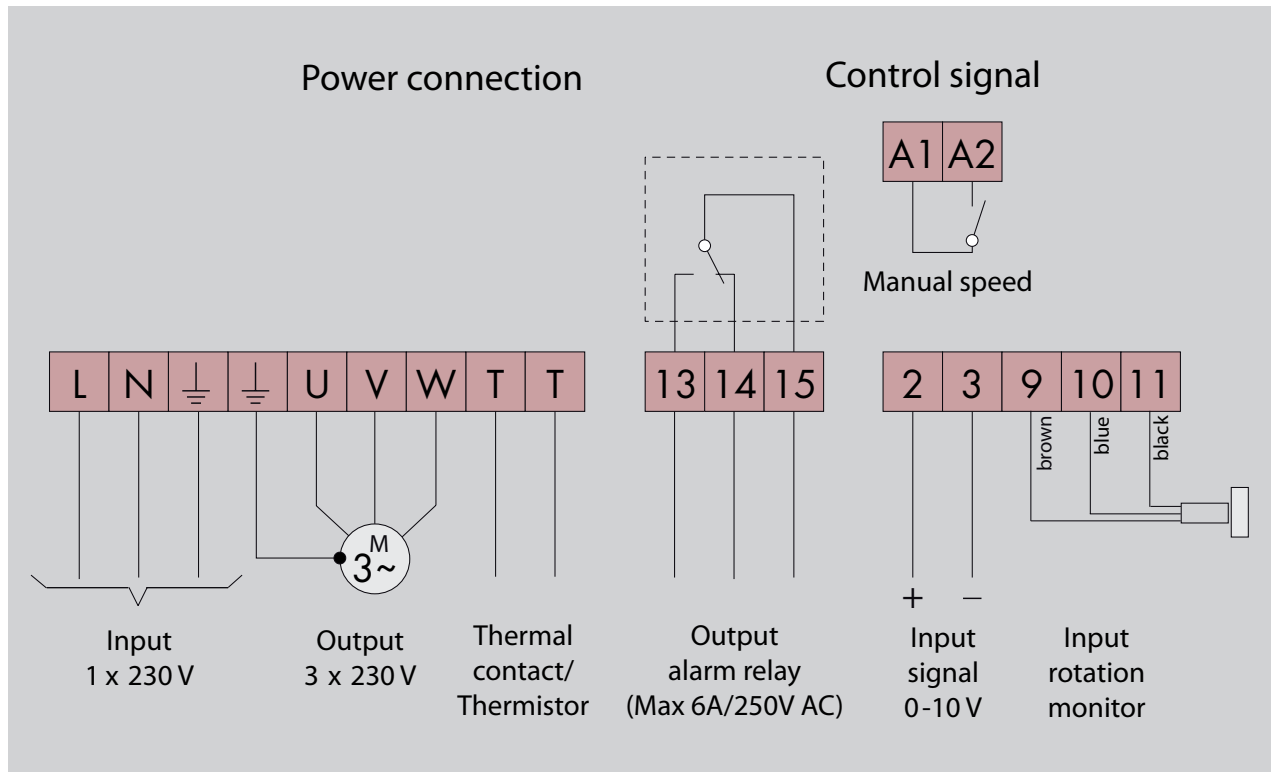 Power connection
Control signal
A1 A2
Manual speed
L N U V W T T
13 14 15
2 3 9 10 11
brown
blue
black
M
3~
+ −
Input
1 x 230 V
Output
3 x 230 V
Thermal
contact/
Thermistor
Output
alarm relay
(Max 6A/250V AC)
Input
signal
0-10 V
Input
rotation
monitor